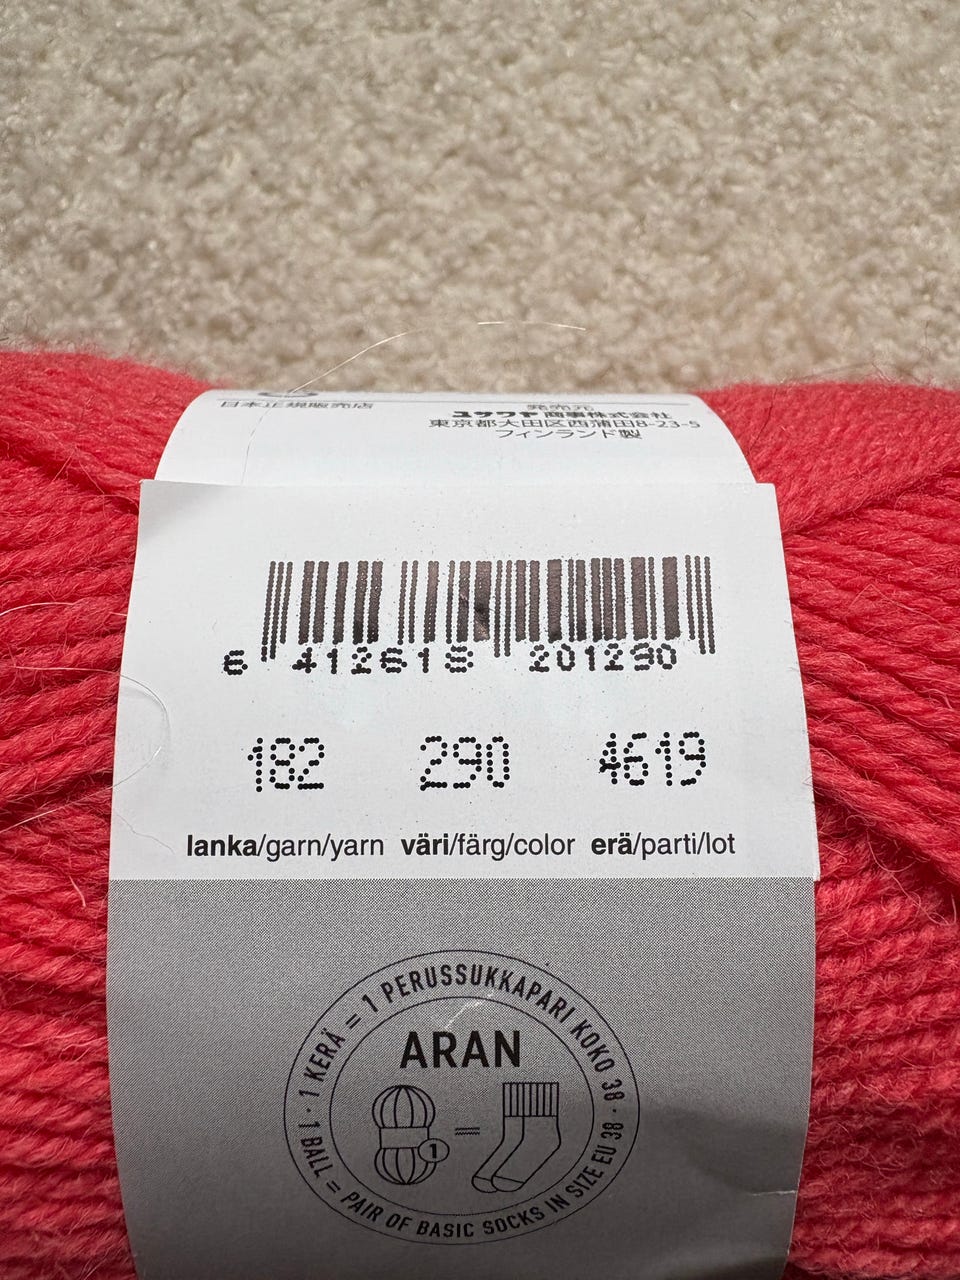 日本正規販売店
発売元
ユザワヤ商事株式会社
東京都大田区西蒲田8-23-5
フィンランド製
6 412618 201290
182 290 4619
lanka/garn/yarn väri/färg/color erä/parti/lot
· 1 KERÄ = 1 PERUSSUKKAPARI KOKO 38 ·
ARAN
1 =
1 BALL = PAIR OF BASIC SOCKS IN SIZE EU 38